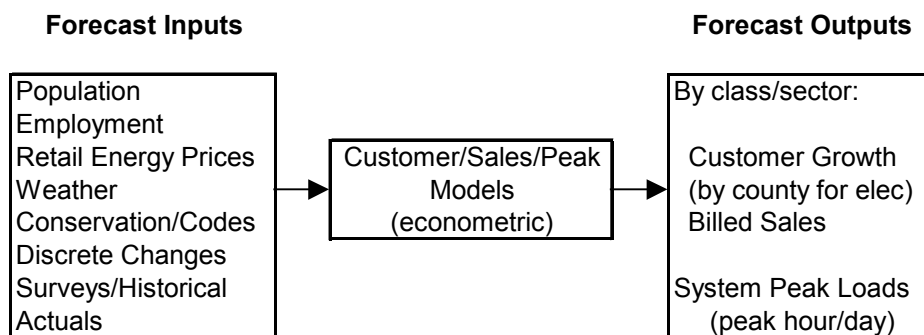 Forecast Inputs
Population
Employment
Retail Energy Prices
Weather
Conservation/Codes
Discrete Changes
Surveys/Historical
Actuals
Customer/Sales/Peak
Models
(econometric)
Forecast Outputs
By class/sector:
Customer Growth
(by county for elec)
Billed Sales
System Peak Loads
(peak hour/day)